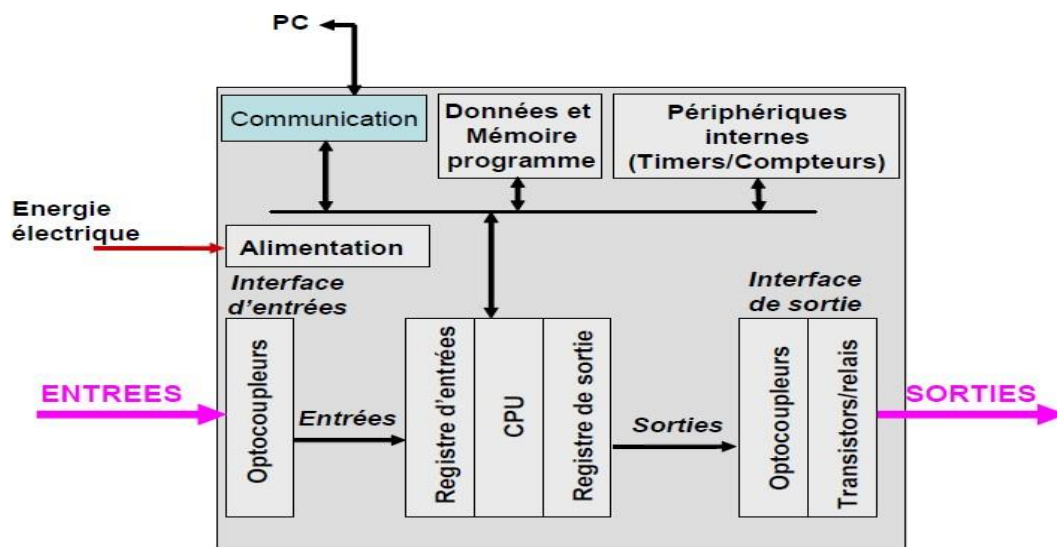 PC
Communication
Données et
Mémoire
programme
Périphériques
internes
(Timers/Compteurs)
Energie
électrique
Alimentation
Interface
d'entrées
Interface
de sortie
ENTREES
Optocoupleurs
Entrées
Registre d'entrées
CPU
Registre de sortie
Sorties
Optocoupleurs
Transistors/relais
SORTIES